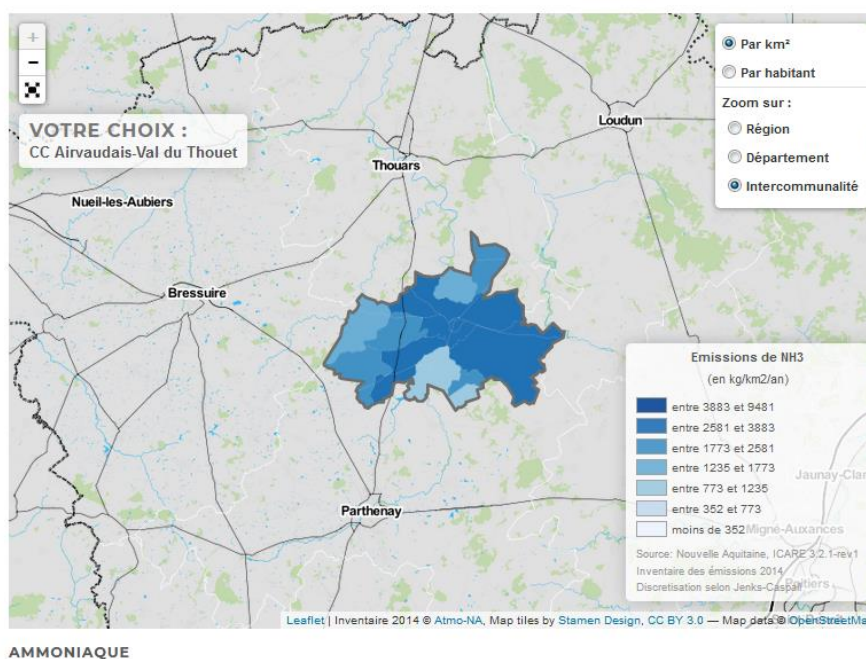 +
−
VOTRE CHOIX :
CC Airvaudais-Val du Thouet
Par km²
Par habitant
Zoom sur :
Région
Département
Intercommunalité
Loudun
Thouars
Nueil-les-Aubiers
Bressuire
Parthenay
Emissions de NH3
(en kg/km2/an)
entre 3883 et 9481
entre 2581 et 3883
entre 1773 et 2581
entre 1235 et 1773
entre 773 et 1235
entre 352 et 773
moins de 352
Jaunay-Clan
Migné-Auxances
Poitiers
Source: Nouvelle Aquitaine, ICARE 3.2.1-rev1
Inventaire des émissions 2014
Discretisation selon Jenks-Caspall
Leaflet | Inventaire 2014 © Atmo-NA, Map tiles by Stamen Design, CC BY 3.0 — Map data © OpenStreetMa
AMMONIAQUE